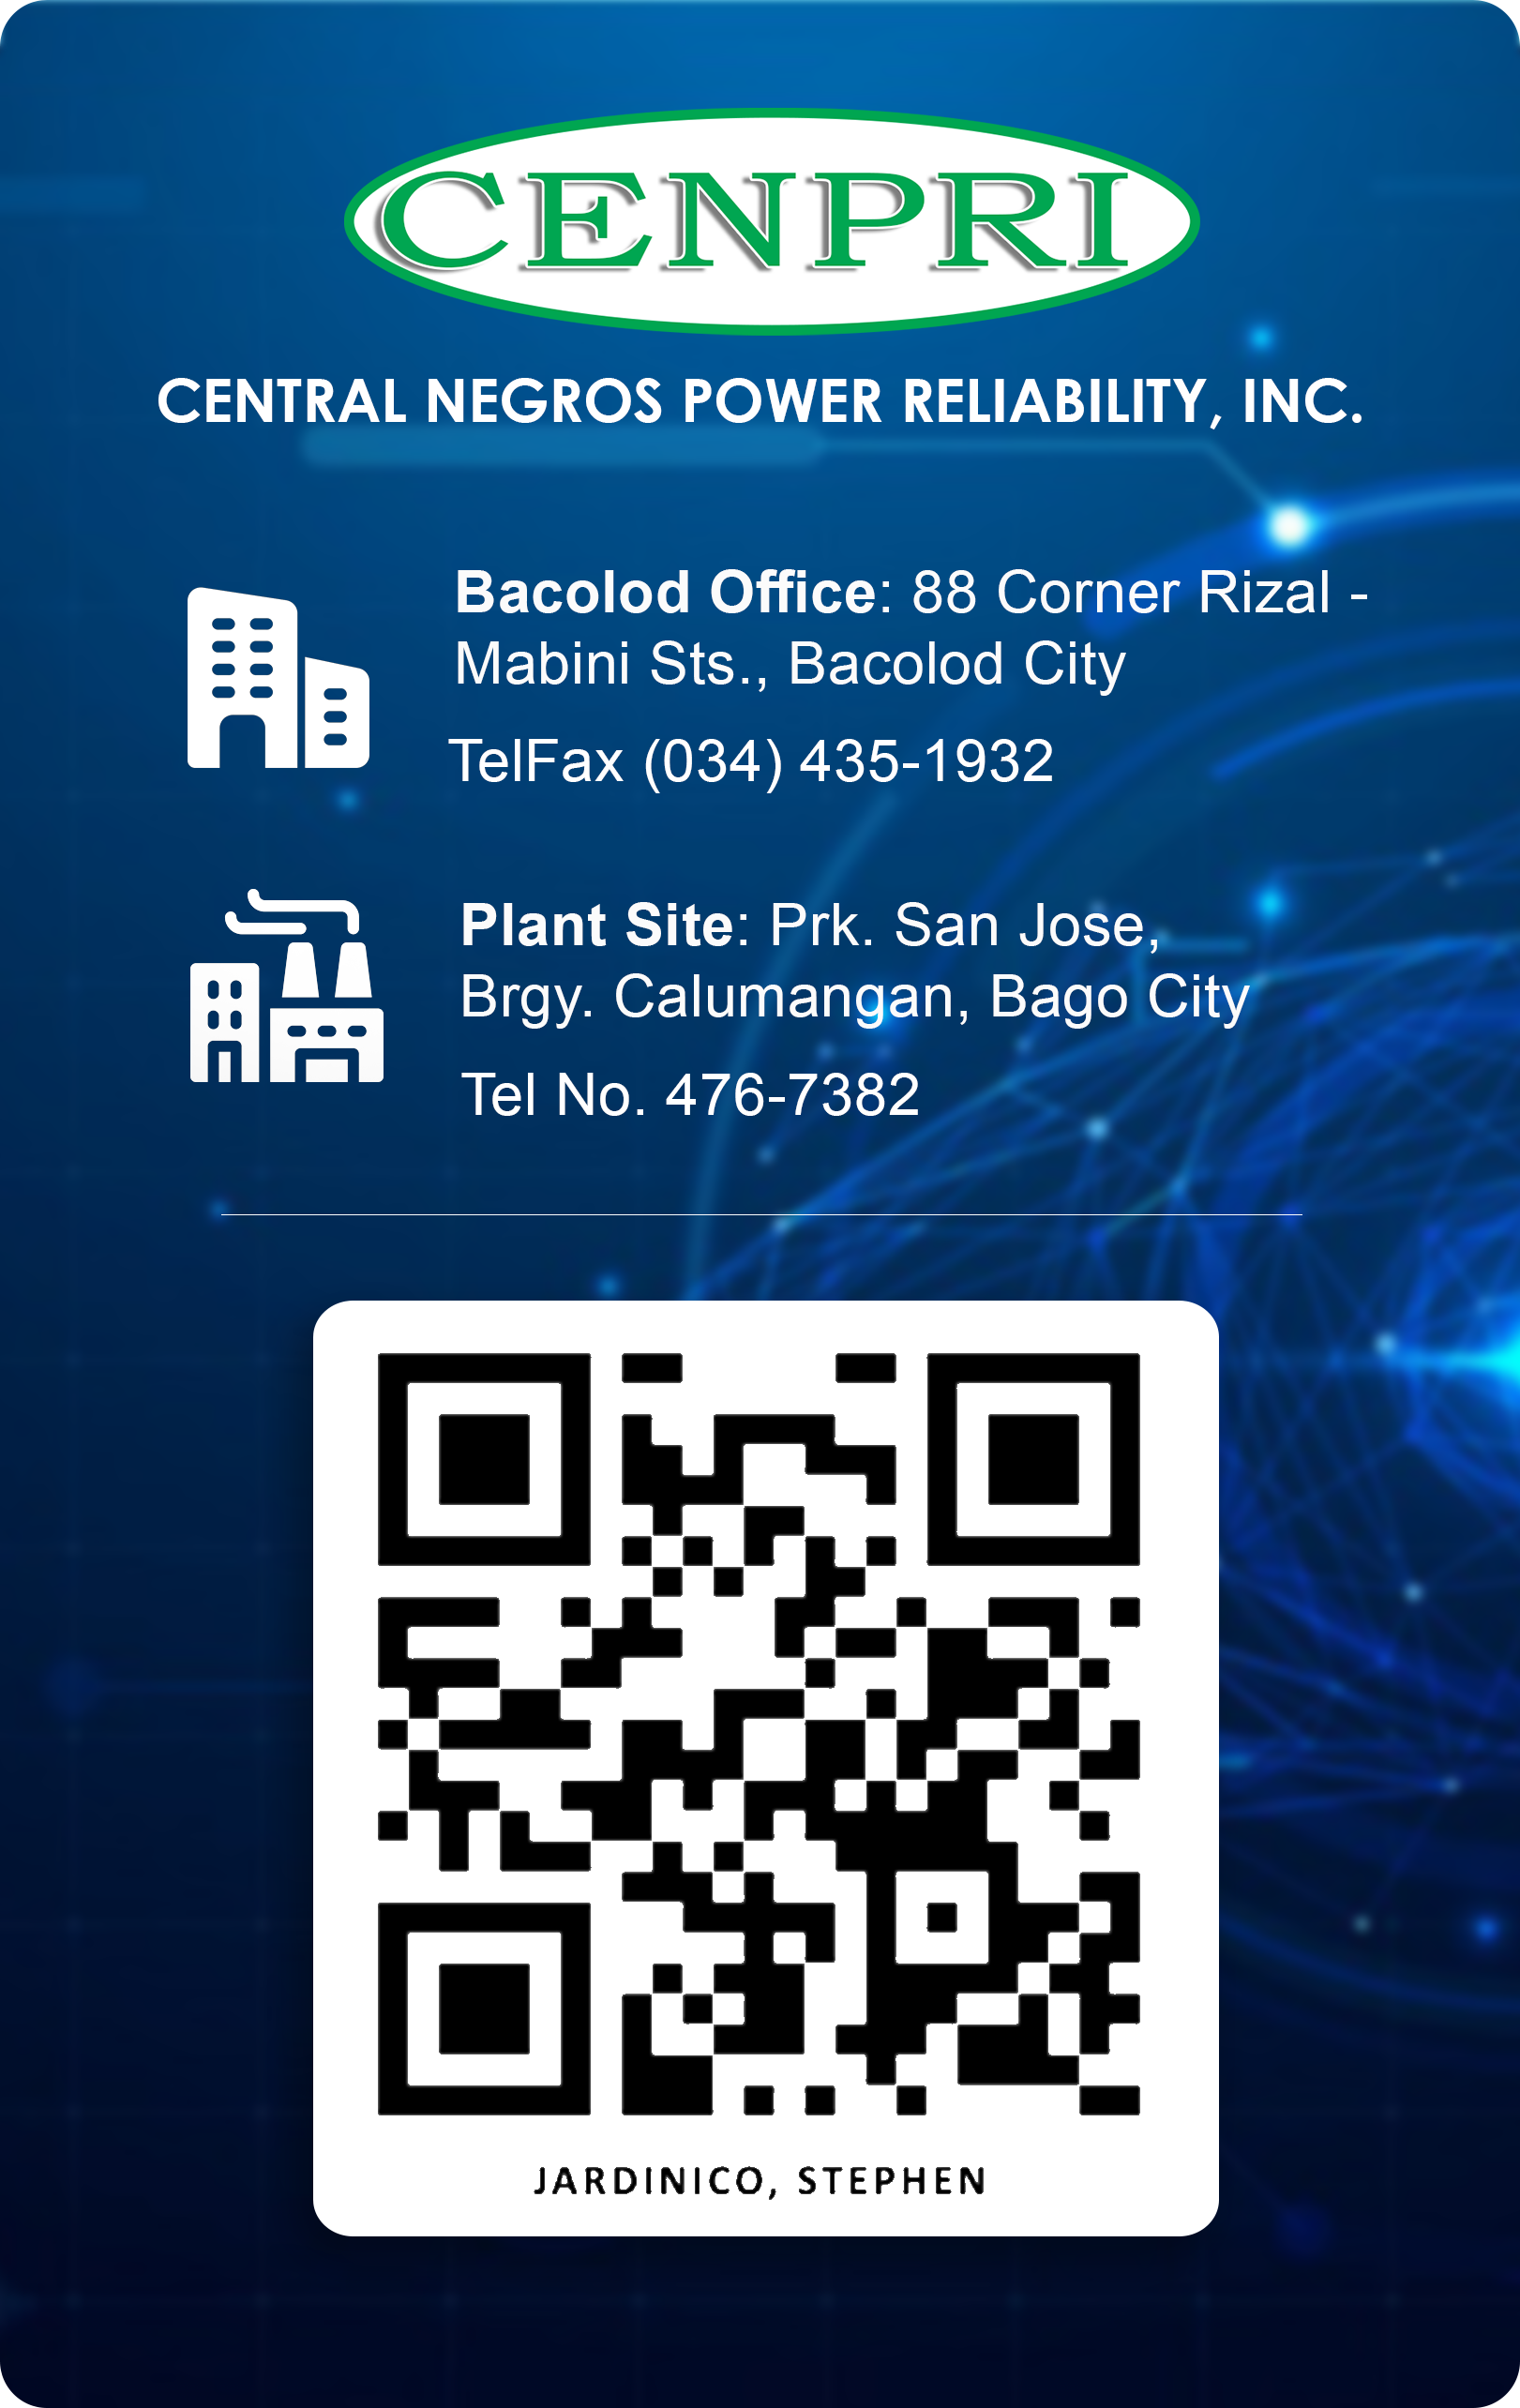 CENPRI
CENTRAL NEGROS POWER RELIABILITY, INC.
Bacolod Office: 88 Corner Rizal -
Mabini Sts., Bacolod City
TelFax (034) 435-1932
Plant Site: Prk. San Jose,
Brgy. Calumangan, Bago City
Tel No. 476-7382
JARDINICO, STEPHEN